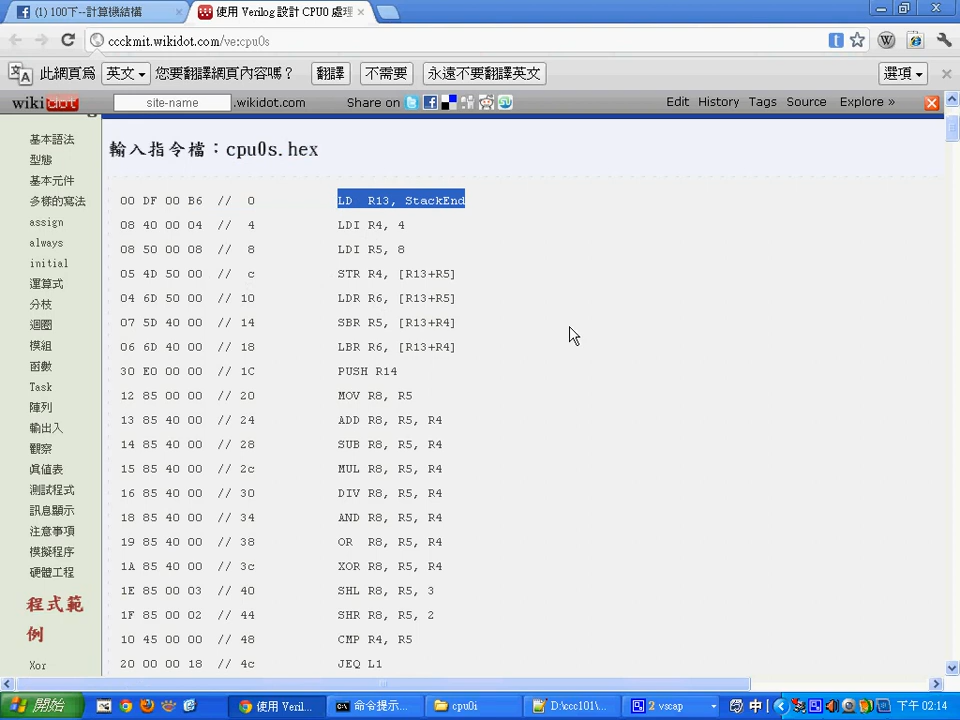 (1) 100下--計算機結構
使用 Verilog 設計 CPU0 處理
ccckmit.wikidot.com/ve:cpu0s
此網頁為 英文 您要翻譯網頁內容嗎？ 翻譯 不需要 永遠不要翻譯英文 選項
wikidot site-name .wikidot.com Share on Edit History Tags Source Explore »
基本語法
型態
基本元件
多樣的寫法
assign
always
initial
運算式
分枝
迴圈
模組
函數
Task
陣列
輸出入
觀察
真值表
測試程式
訊息顯示
注意事項
模擬程序
硬體工程
程式範
例
Xor
輸入指令檔：cpu0s.hex
00 DF 00 B6 // 0 LD R13, StackEnd
08 40 00 04 // 4 LDI R4, 4
08 50 00 08 // 8 LDI R5, 8
05 4D 50 00 // c STR R4, [R13+R5]
04 6D 50 00 // 10 LDR R6, [R13+R5]
07 5D 40 00 // 14 SBR R5, [R13+R4]
06 6D 40 00 // 18 LBR R6, [R13+R4]
30 E0 00 00 // 1C PUSH R14
12 85 00 00 // 20 MOV R8, R5
13 85 40 00 // 24 ADD R8, R5, R4
14 85 40 00 // 28 SUB R8, R5, R4
15 85 40 00 // 2c MUL R8, R5, R4
16 85 40 00 // 30 DIV R8, R5, R4
18 85 40 00 // 34 AND R8, R5, R4
19 85 40 00 // 38 OR R8, R5, R4
1A 85 40 00 // 3c XOR R8, R5, R4
1E 85 00 03 // 40 SHL R8, R5, 3
1F 85 00 02 // 44 SHR R8, R5, 2
10 45 00 00 // 48 CMP R4, R5
20 00 00 18 // 4c JEQ L1
開始 使用 Veril... 命令提示... cpu0i D:\ccc101\... 2 vscap 中 下午 02:14